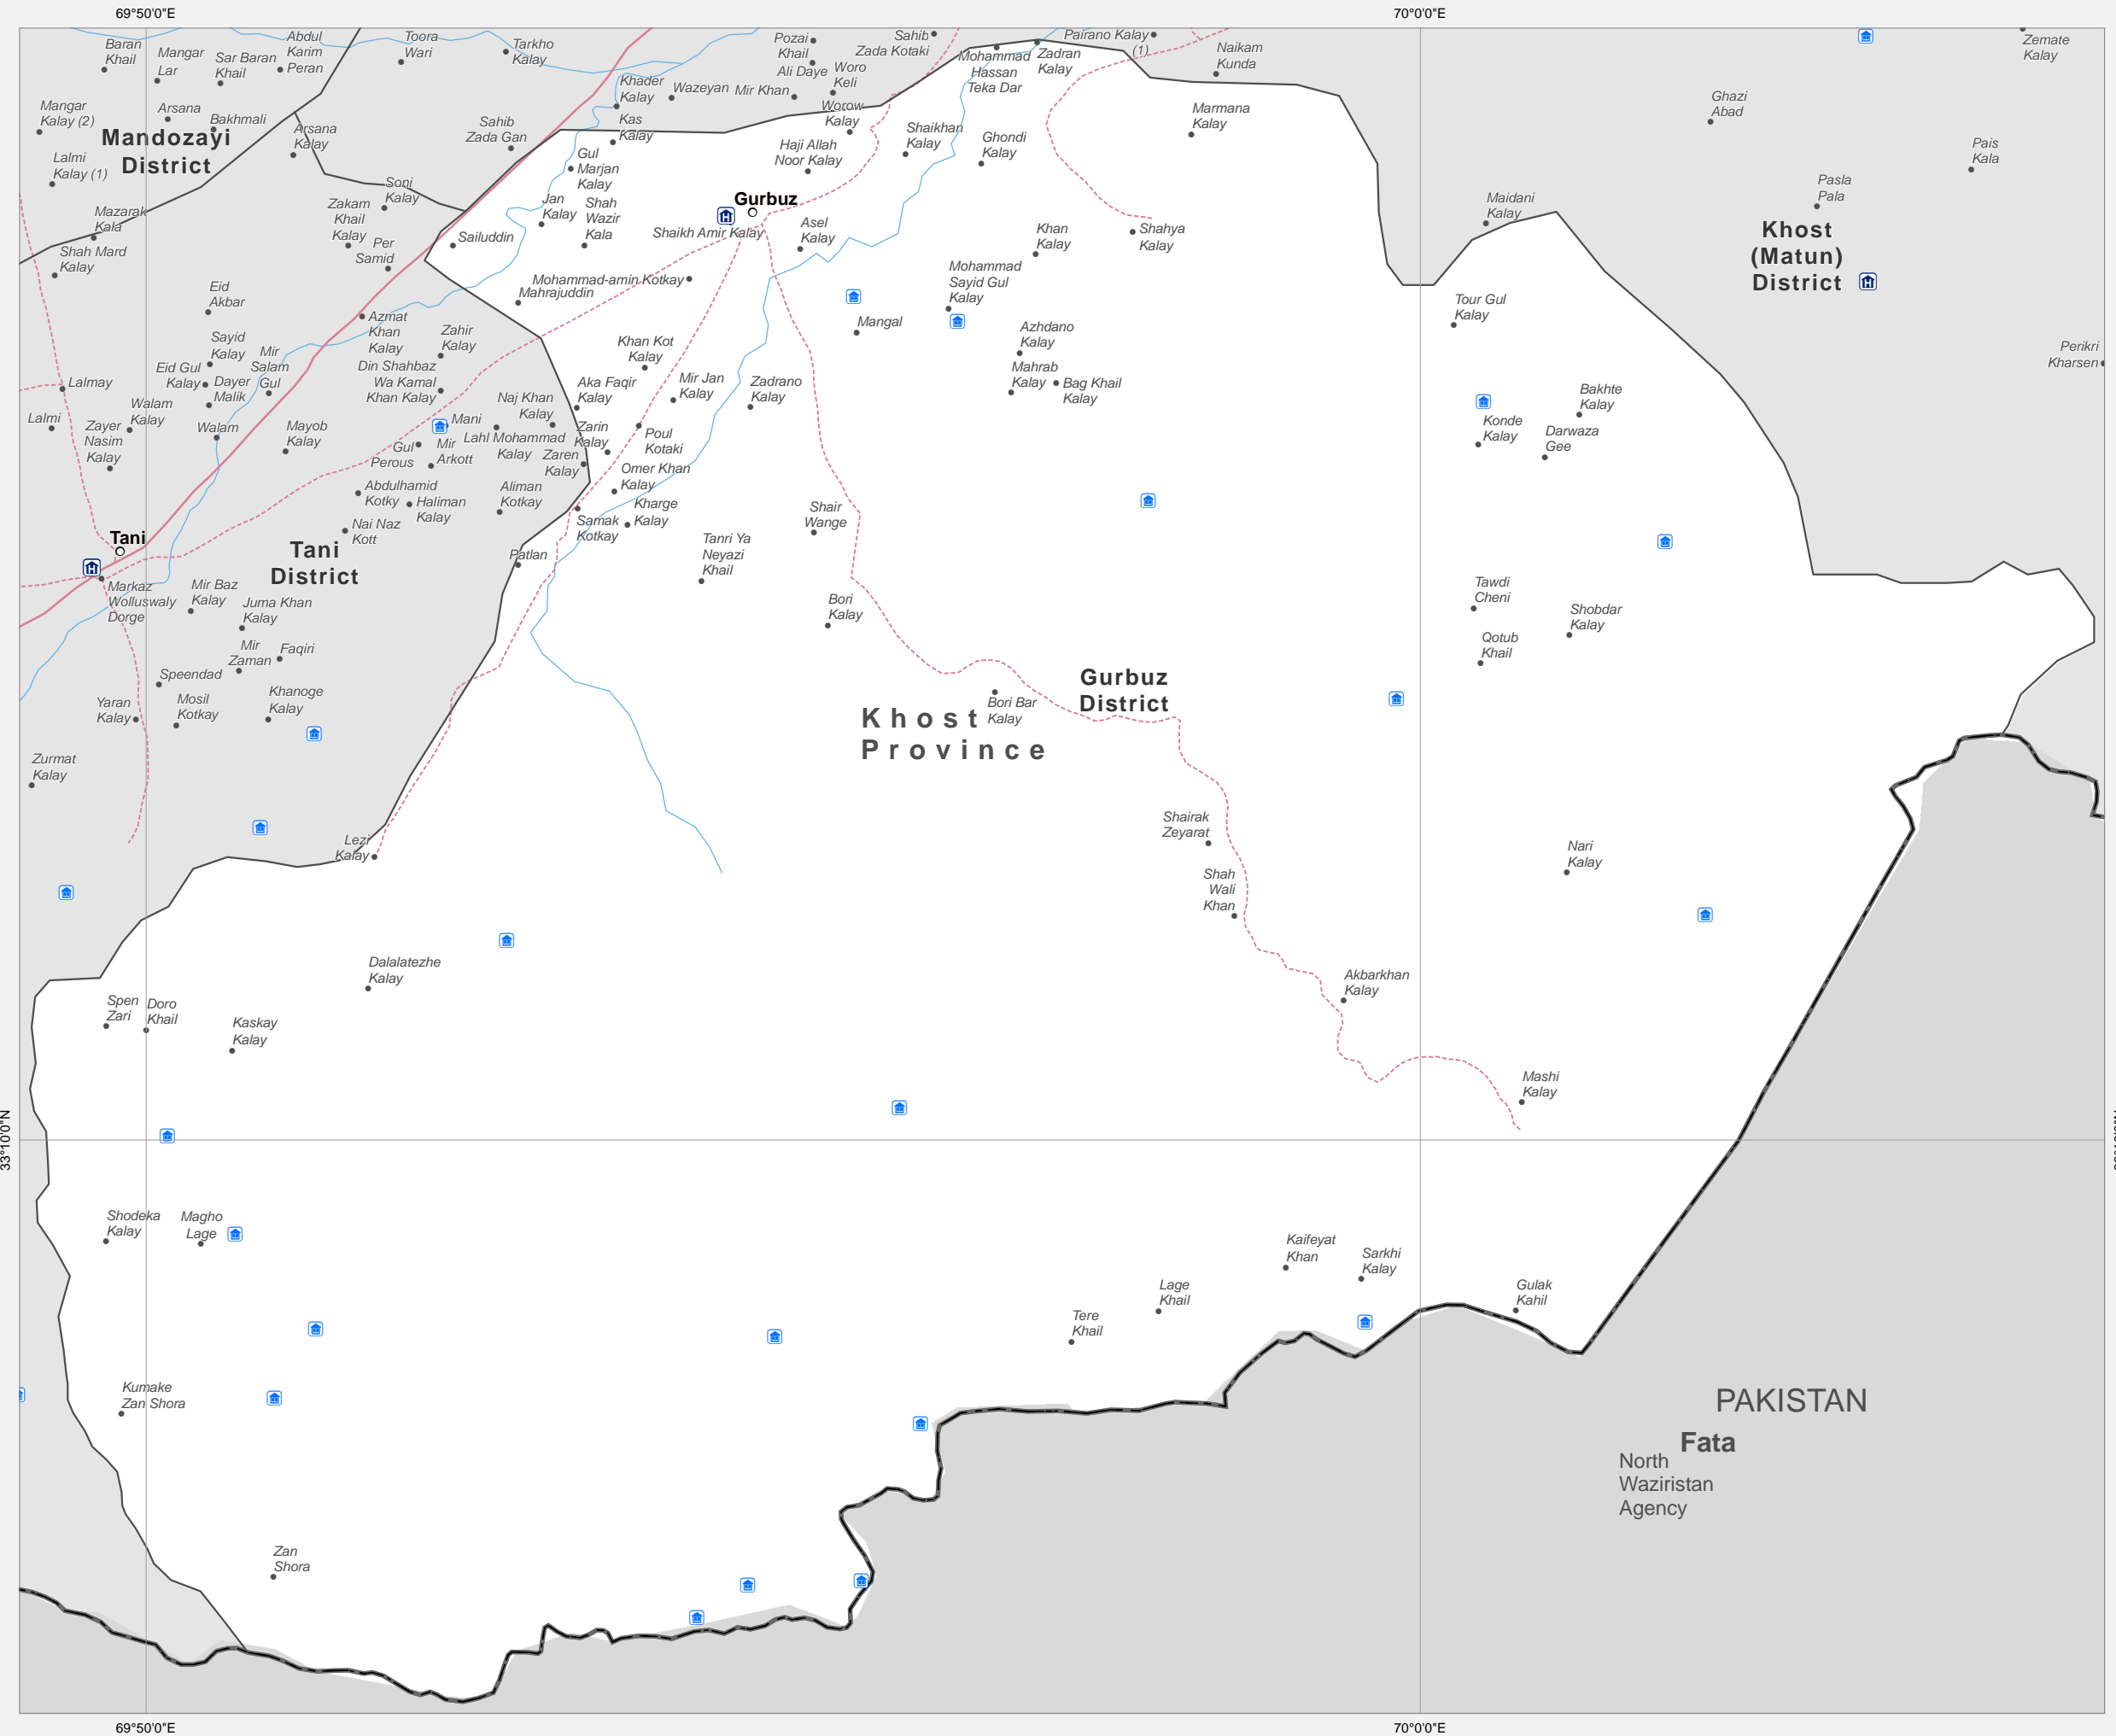 69°50'0"E
70°0'0"E
Baran
Khail
Mangar
Lar
Sar Baran
Khail
Abdul
Karim
Peran
Toora
Wari
Tarkho
Kalay
Pozai
Khail
Ali Daye
Sahib
Zada Kotaki
Woro
Keli
Mohammad
Hassan
Teka Dar
Zadran
Kalay
Pairano Kalay
(1)
Naikam
Kunda
Zemate
Kalay
Mangar
Kalay (2)
Arsana
Bakhmali
Mandozayi
District
Arsana
Kalay
Lalmi
Kalay (1)
Sahib
Zada Gan
Khader
Kalay
Wazeyan
Mir Khan
Kas
Kalay
Worow
Kalay
Haji Allah
Noor Kalay
Shaikhan
Kalay
Ghondi
Kalay
Marmana
Kalay
Ghazi
Abad
Pais
Kala
Pasla
Pala
Gul
Marjan
Kalay
Soni
Kalay
Zakam
Khail
Kalay
Per
Samid
Jan
Kalay
Shah
Wazir
Kala
Gurbuz
Shaikh Amir Kalay
Asel
Kalay
Khan
Kalay
Shahya
Kalay
Maidani
Kalay
Khost
(Matun)
District
Mazarak
Kala
Shah Mard
Kalay
Sailuddin
Mohammad-amin Kotkay
Mahrajuddin
Mohammad
Sayid Gul
Kalay
Mangal
Eid
Akbar
Azmat
Khan
Kalay
Zahir
Kalay
Sayid
Kalay
Mir
Salam
Gul
Eid Gul
Kalay
Dayer
Malik
Din Shahbaz
Wa Kamal
Khan Kalay
Khan Kot
Kalay
Azhdano
Kalay
Mahrab
Kalay
Bag Khail
Kalay
Tour Gul
Kalay
Perikri
Kharsen
Lalmay
Lalmi
Walam
Kalay
Zayer
Nasim
Kalay
Walam
Mayob
Kalay
Mani
Naj Khan
Kalay
Aka Faqir
Kalay
Mir Jan
Kalay
Zadrano
Kalay
Lahl Mohammad
Kalay
Zarin
Kalay
Zaren
Kalay
Poul
Kotaki
Gul
Perous
Mir
Arkott
Omer Khan
Kalay
Bakhte
Kalay
Konde
Kalay
Darwaza
Gee
Abdulhamid
Kotky
Haliman
Kalay
Aliman
Kotkay
Samak
Kotkay
Kharge
Kalay
Shair
Wange
Tani
Nai Naz
Kott
Tani
District
Patlan
Tanri Ya
Neyazi
Khail
Markaz
Wolluswaly
Dorge
Mir Baz
Kalay
Juma Khan
Kalay
Bori
Kalay
Tawdi
Cheni
Shobdar
Kalay
Qotub
Khail
Mir
Zaman
Faqiri
Speendad
Khanoge
Kalay
Mosil
Kotkay
Yaran
Kalay
Gurbuz
District
Bori Bar
Kalay
Khost
Province
Zurmat
Kalay
Lezi
Kalay
Shairak
Zeyarat
Nari
Kalay
Shah
Wali
Khan
Dalalatezhe
Kalay
Akbarkhan
Kalay
Spen
Zari
Doro
Khail
Kaskay
Kalay
Mashi
Kalay
33°10'0"N
Shodeka
Kalay
Magho
Lage
Kaifeyat
Khan
Sarkhi
Kalay
Lage
Khail
Gulak
Kahil
Tere
Khail
Kumake
Zan Shora
PAKISTAN
Fata
North
Waziristan
Agency
Zan
Shora
69°50'0"E
70°0'0"E